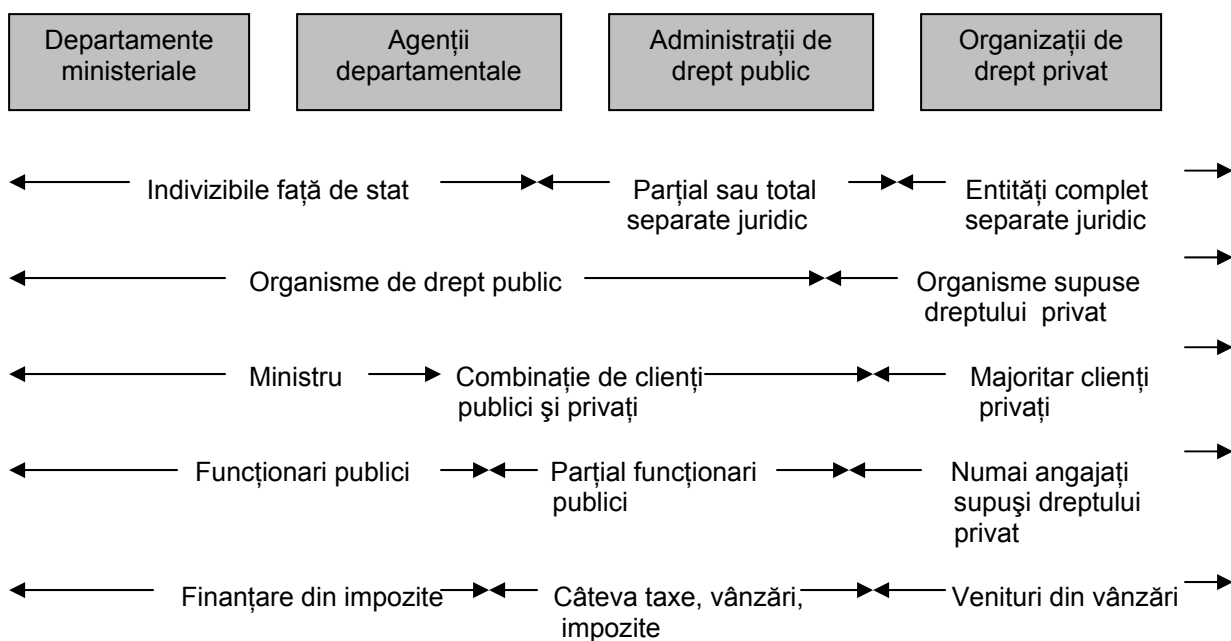 Departamente
ministeriale
Agenții
departamentale
Administrații de
drept public
Organizații de
drept privat
Indivizibile față de stat
Parțial sau total
separate juridic
Entități complet
separate juridic
Organisme de drept public
Organisme supuse
dreptului privat
Ministru
Combinație de clienți
publici şi privați
Majoritar clienți
privați
Funcționari publici
Parțial funcționari
publici
Numai angajați
supuşi dreptului
privat
Finanțare din impozite
Câteva taxe, vânzări,
impozite
Venituri din vânzări